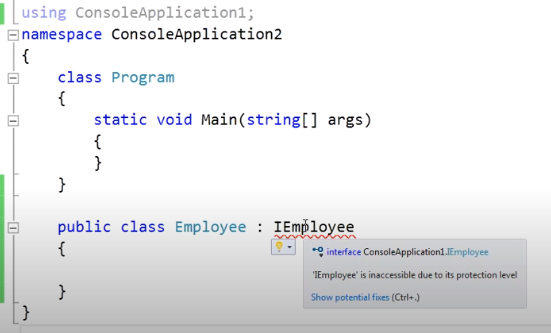 using ConsoleApplication1;
namespace ConsoleApplication2
{
class Program
{
static void Main(string[] args)
{
}
}
public class Employee : IEmployee
{
interface ConsoleApplication1.IEmployee
'IEmployee' is inaccessible due to its protection level
Show potential fixes (Ctrl+.)
}
}